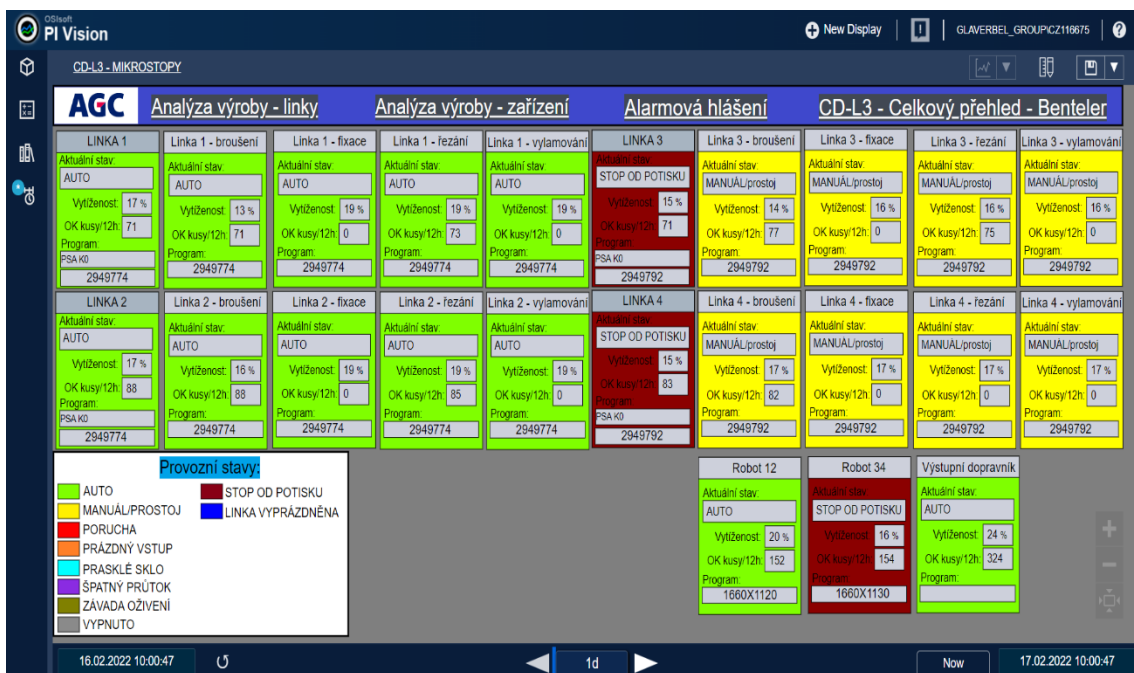 OSIsoft
PI Vision
New Display
GLAVERBEL_GROUP\CZ116675
CD-L3 - MIKROSTOPY
AGC Analýza výroby - linky Analýza výroby - zařízení Alarmová hlášení CD-L3 - Celkový přehled - Benteler
LINKA 1 Linka 1 - broušení Linka 1 - fixace Linka 1 - řezání Linka 1 - vylamování LINKA 3 Linka 3 - broušení Linka 3 - fixace Linka 3 - řezání Linka 3 - vylamování
Aktuální stav: Aktuální stav: Aktuální stav: Aktuální stav: Aktuální stav: Aktuální stav: Aktuální stav: Aktuální stav: Aktuální stav: Aktuální stav:
AUTO AUTO AUTO AUTO AUTO STOP OD POTISKU MANUÁL/prostoj MANUÁL/prostoj MANUÁL/prostoj MANUÁL/prostoj
Vytíženost: 17 % Vytíženost: 13 % Vytíženost: 19 % Vytíženost: 19 % Vytíženost: 19 % Vytíženost: 15 % Vytíženost: 14 % Vytíženost: 16 % Vytíženost: 16 % Vytíženost: 16 %
OK kusy/12h: 71 OK kusy/12h: 71 OK kusy/12h: 0 OK kusy/12h: 73 OK kusy/12h: 0 OK kusy/12h: 71 OK kusy/12h: 77 OK kusy/12h: 0 OK kusy/12h: 75 OK kusy/12h: 0
Program: Program: Program: Program: Program: Program: Program: Program: Program: Program:
PSA K0 PSA K0
2949774 2949774 2949774 2949774 2949774 2949792 2949792 2949792 2949792 2949792
LINKA 2 Linka 2 - broušení Linka 2 - fixace Linka 2 - řezání Linka 2 - vylamování LINKA 4 Linka 4 - broušení Linka 4 - fixace Linka 4 - řezání Linka 4 - vylamování
Aktuální stav: Aktuální stav: Aktuální stav: Aktuální stav: Aktuální stav: Aktuální stav: Aktuální stav: Aktuální stav: Aktuální stav: Aktuální stav:
AUTO AUTO AUTO AUTO AUTO STOP OD POTISKU MANUÁL/prostoj MANUÁL/prostoj MANUÁL/prostoj MANUÁL/prostoj
Vytíženost: 17 % Vytíženost: 16 % Vytíženost: 19 % Vytíženost: 19 % Vytíženost: 19 % Vytíženost: 15 % Vytíženost: 17 % Vytíženost: 17 % Vytíženost: 17 % Vytíženost: 17 %
OK kusy/12h: 88 OK kusy/12h: 88 OK kusy/12h: 0 OK kusy/12h: 85 OK kusy/12h: 0 OK kusy/12h: 83 OK kusy/12h: 82 OK kusy/12h: 0 OK kusy/12h: 0 OK kusy/12h: 0
Program: Program: Program: Program: Program: Program: Program: Program: Program: Program:
PSA K0 PSA K0
2949774 2949774 2949774 2949774 2949774 2949792 2949792 2949792 2949792 2949792
Provozní stavy:
AUTO STOP OD POTISKU
MANUÁL/PROSTOJ LINKA VYPRÁZDNĚNA
PORUCHA
PRÁZDNÝ VSTUP
PRASKLÉ SKLO
ŠPATNÝ PRŮTOK
ZÁVADA OŽIVENÍ
VYPNUTO
Robot 12 Robot 34 Výstupní dopravník
Aktuální stav: Aktuální stav: Aktuální stav:
AUTO STOP OD POTISKU AUTO
Vytíženost: 20 % Vytíženost: 16 % Vytíženost: 24 %
OK kusy/12h: 152 OK kusy/12h: 154 OK kusy/12h: 324
Program: Program: Program:
1660X1120 1660X1130
16.02.2022 10:00:47 1d Now 17.02.2022 10:00:47